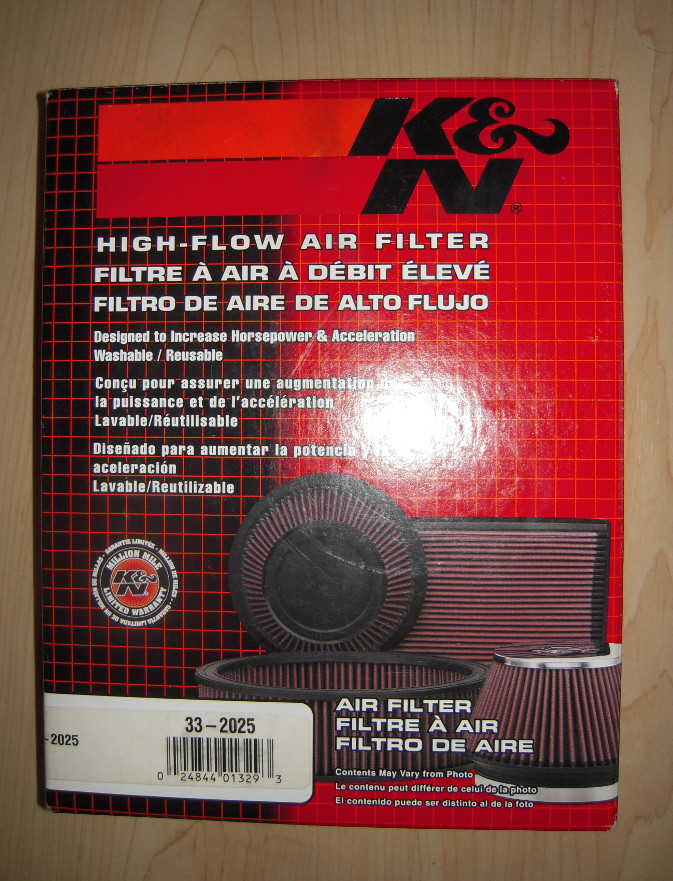 K&N®
HIGH-FLOW AIR FILTER
FILTRE À AIR À DÉBIT ÉLEVÉ
FILTRO DE AIRE DE ALTO FLUJO
Designed to Increase Horsepower & Acceleration
Washable / Reusable
Conçu pour assurer une augmentation
la puissance et de l'accélération
Lavable/Réutilisable
Diseñado para aumentar la potencia y
aceleración
Lavable/Reutilizable
GARANTIE LIMITÉE
MILLION MILE
K&N
LIMITED WARRANTY
AIR FILTER
FILTRE À AIR
FILTRO DE AIRE
Contents May Vary from Photo
Le contenu peut différer de celui de la photo
El contenido puede ser distinto al de la foto
-2025
33-2025
0 24844 01329 3